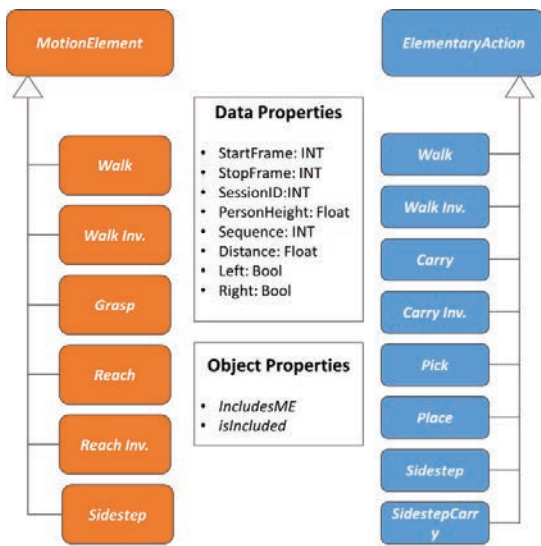 MotionElement
Walk
Walk Inv.
Grasp
Reach
Reach Inv.
Sidestep
Data Properties
• StartFrame: INT
• StopFrame: INT
• SessionID:INT
• PersonHeight: Float
• Sequence: INT
• Distance: Float
• Left: Bool
• Right: Bool
Object Properties
• IncludesME
• isIncluded
ElementaryAction
Walk
Walk Inv.
Carry
Carry Inv.
Pick
Place
Sidestep
SidestepCarr
y